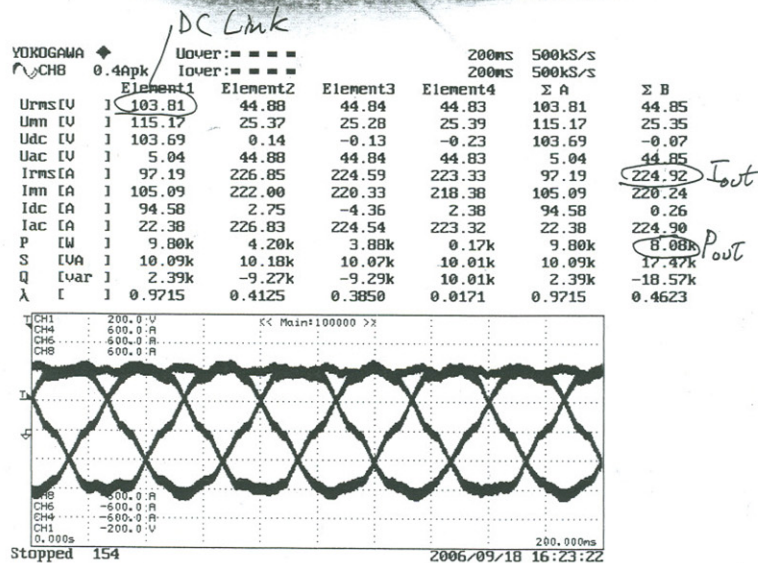 DC Link
YOKOGAWA ◆ Uover:= = = = 200ms 500kS/s
CH8 0.4Apk Iover:= = = = 200ms 500kS/s
Element1 Element2 Element3 Element4 Σ A Σ B
Urms[V ] 103.81 44.88 44.84 44.83 103.81 44.85
Umn [V ] 115.17 25.37 25.28 25.39 115.17 25.35
Udc [V ] 103.69 0.14 -0.13 -0.23 103.69 -0.07
Uac [V ] 5.04 44.88 44.84 44.83 5.04 44.85
Irms[A ] 97.19 226.85 224.59 223.33 97.19 224.92 Iout
Imn [A ] 105.09 222.00 220.33 218.38 105.09 220.24
Idc [A ] 94.58 2.75 -4.36 2.38 94.58 0.26
Iac [A ] 22.38 226.83 224.54 223.32 22.38 224.90
P [W ] 9.80k 4.20k 3.88k 0.17k 9.80k 8.08k Pout
S [VA ] 10.09k 10.18k 10.07k 10.01k 10.09k 17.47k
Q [var ] 2.39k -9.27k -9.29k 10.01k 2.39k -18.57k
λ [ ] 0.9715 0.4125 0.3850 0.0171 0.9715 0.4623
CH1 200.0 V << Main:100000 >>
CH4 600.0 A
CH6 600.0 A
CH8 600.0 A
CH8 -600.0 A
CH6 -600.0 A
CH4 -600.0 A
CH1 -200.0 V
0.000s 200.000ms
Stopped 154 2006/09/18 16:23:22